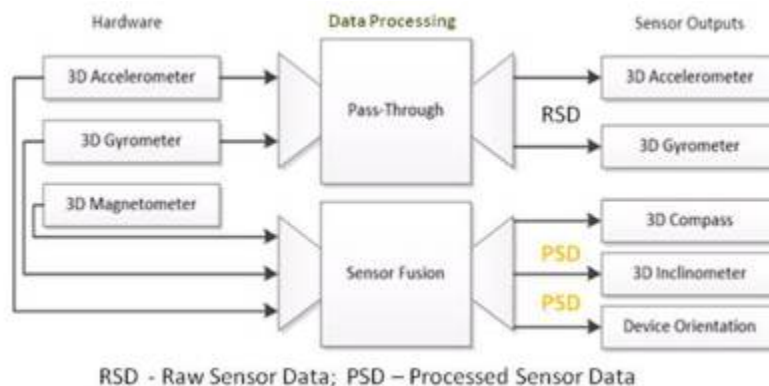 Hardware
Data Processing
Sensor Outputs
3D Accelerometer
Pass-Through
3D Accelerometer
RSD
3D Gyrometer
3D Gyrometer
3D Magnetometer
3D Compass
PSD
Sensor Fusion
3D Inclinometer
PSD
Device Orientation
RSD - Raw Sensor Data; PSD – Processed Sensor Data